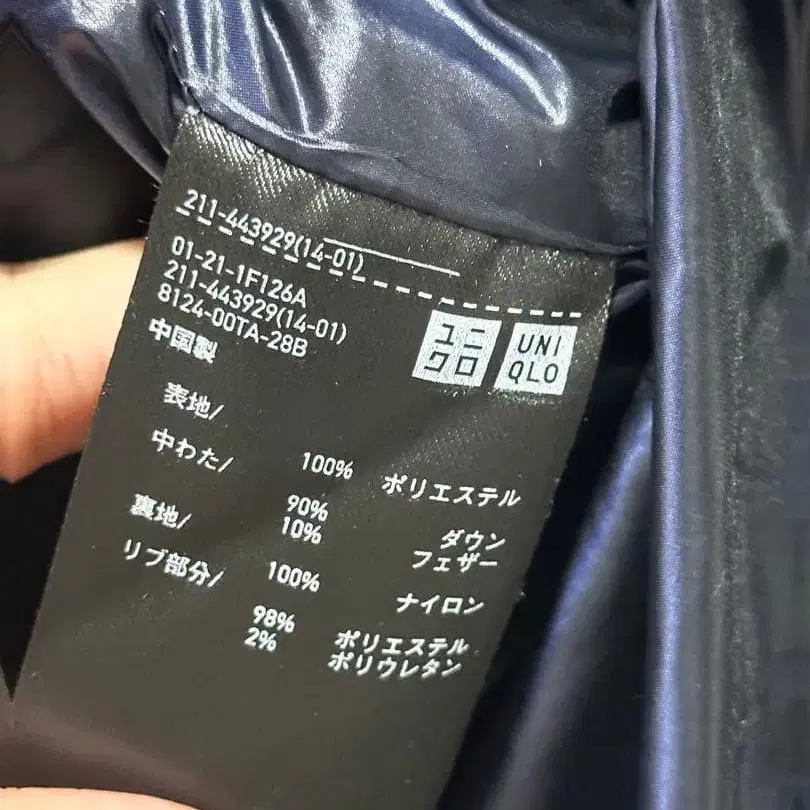 211-443929(14-01)
01-21-1F126A
211-443929(14-01)
8124-00TA-28B
中国製
ユニ
クロ
UNI
QLO
表地/
100% ポリエステル
中わた/
90% ダウン
10% フェザー
裏地/
100% ナイロン
リブ部分/
98% ポリエステル
2% ポリウレタン